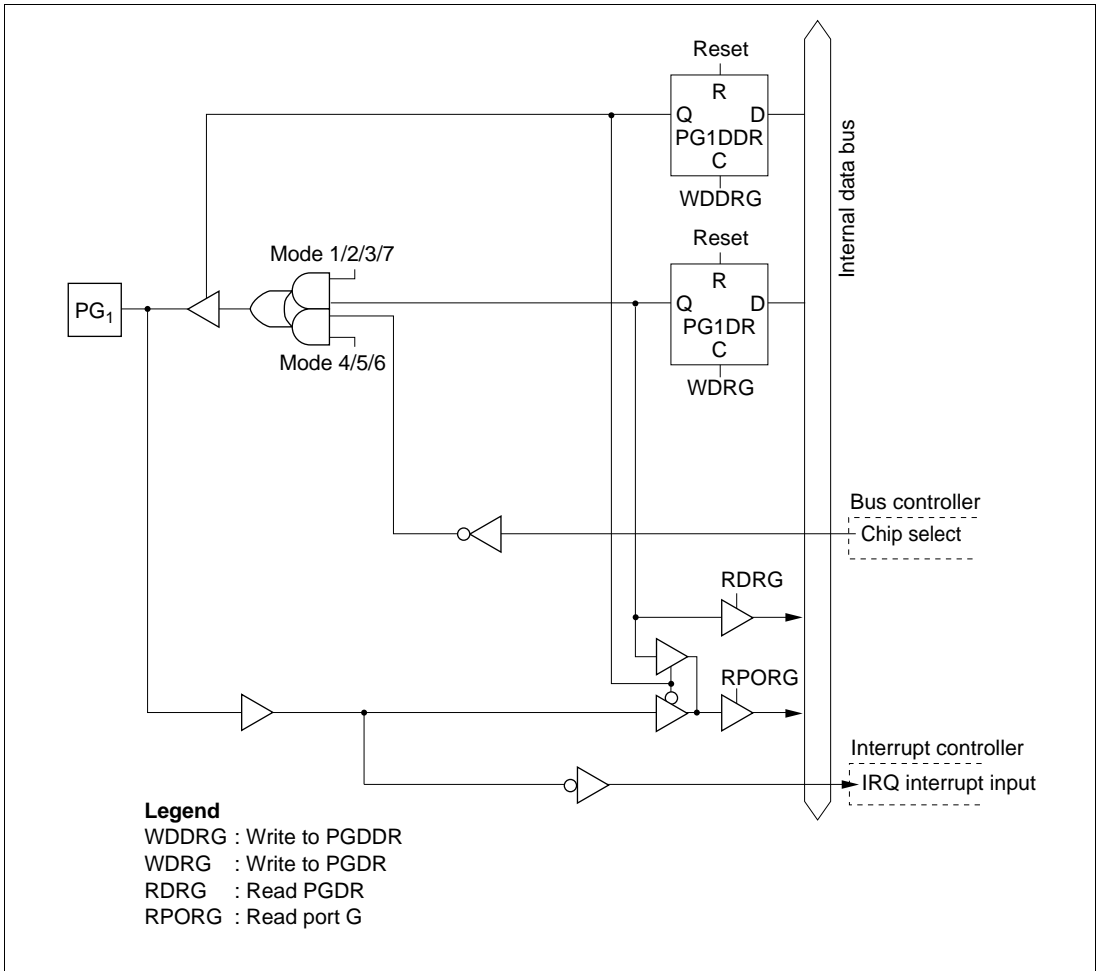 Reset
R
Q D
PG1DDR
C
WDDRG
Internal data bus
Reset
Mode 1/2/3/7
R
Q D
PG₁
PG1DR
C
Mode 4/5/6
WDRG
Bus controller
Chip select
RDRG
RPORG
Interrupt controller
IRQ interrupt input
Legend
WDDRG : Write to PGDDR
WDRG : Write to PGDR
RDRG : Read PGDR
RPORG : Read port G